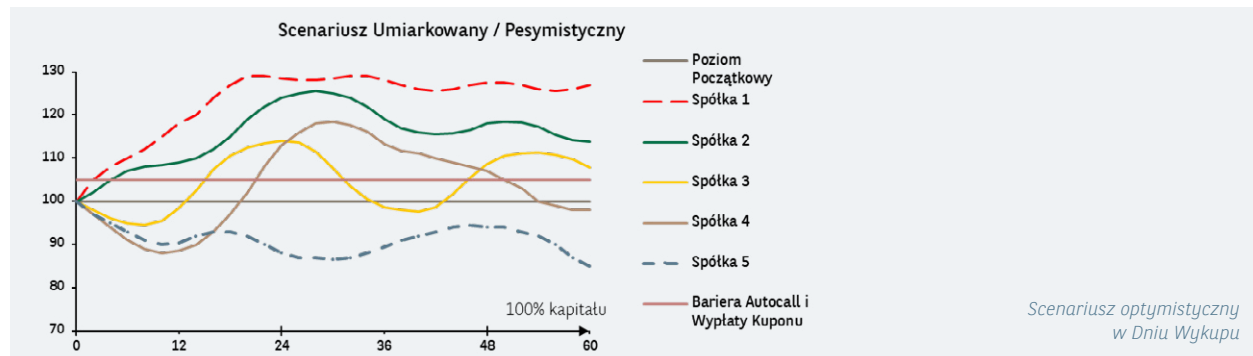 Scenariusz Umiarkowany / Pesymistyczny
130
120
110
100
90
80
70
0
12
24
36
48
60
100% kapitału
Poziom
Początkowy
Spółka 1
Spółka 2
Spółka 3
Spółka 4
Spółka 5
Bariera Autocall i
Wypłaty Kuponu
Scenariusz optymistyczny
w Dniu Wykupu